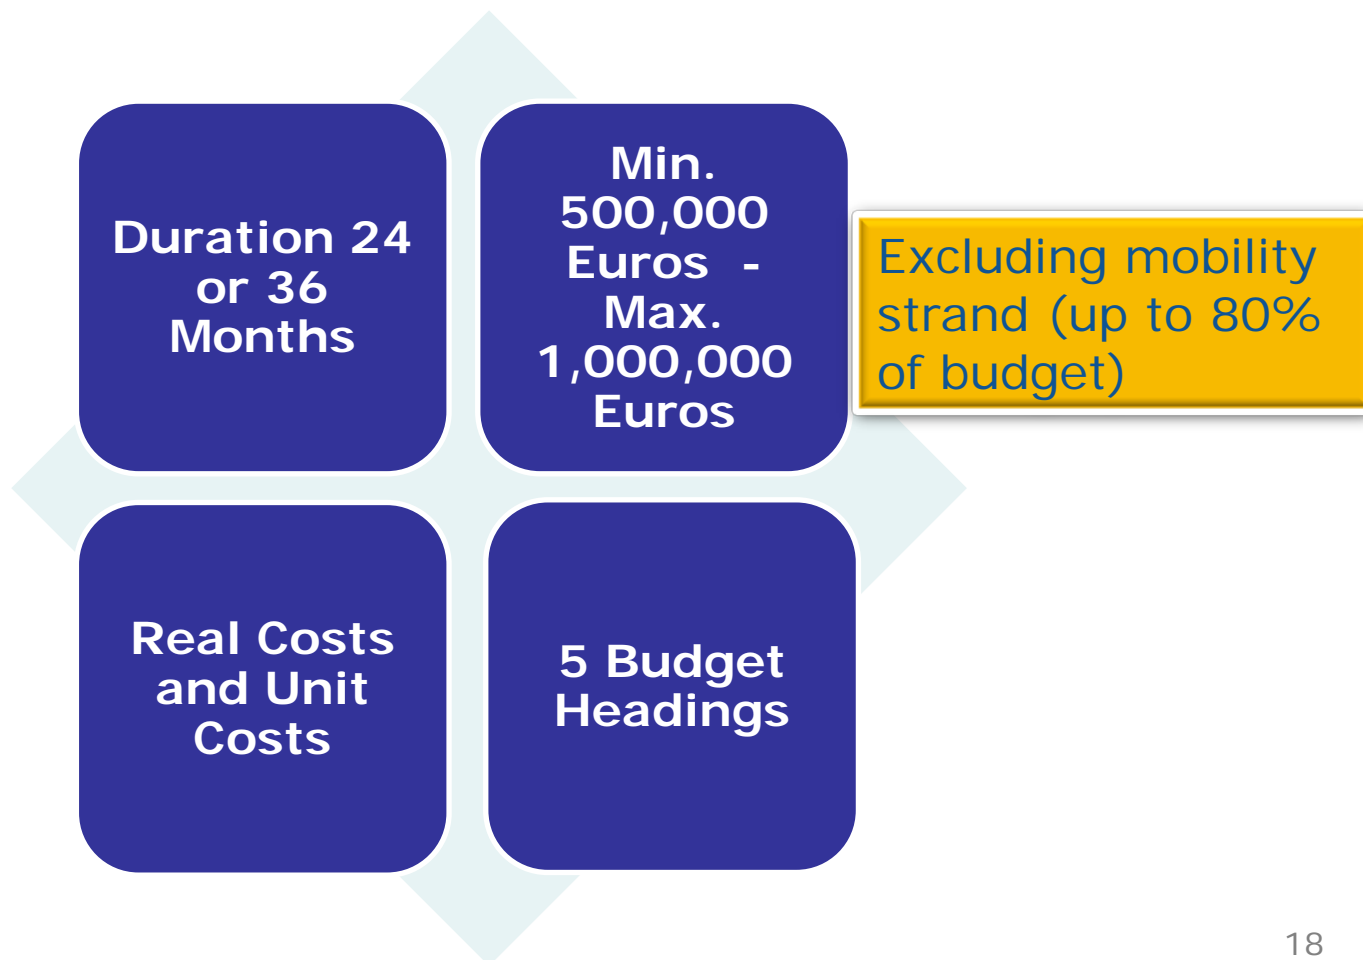 Duration 24
or 36
Months
Min.
500,000
Euros -
Max.
1,000,000
Euros
Excluding mobility
strand (up to 80%
of budget)
Real Costs
and Unit
Costs
5 Budget
Headings
18